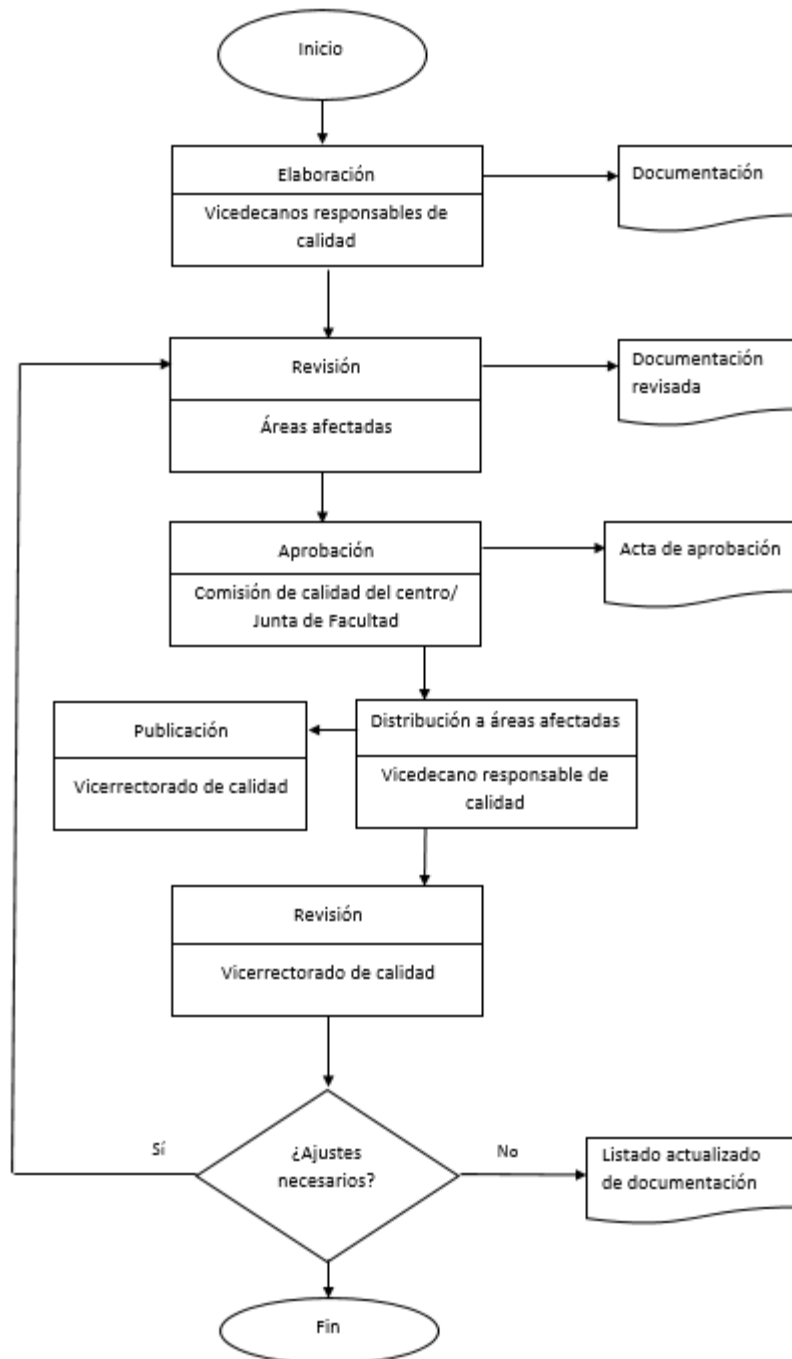 Inicio
Elaboración
Vicedecanos responsables de
calidad
Documentación
Revisión
Áreas afectadas
Documentación
revisada
Aprobación
Comisión de calidad del centro/
Junta de Facultad
Acta de aprobación
Distribución a áreas afectadas
Vicedecano responsable de
calidad
Publicación
Vicerrectorado de calidad
Revisión
Vicerrectorado de calidad
¿Ajustes
necesarios?
Sí
No
Listado actualizado
de documentación
Fin